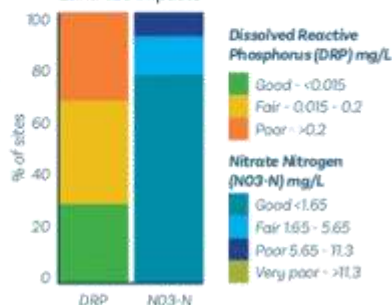 100
80
60
40
20
0
% of sites
DRP
NO3-N
Dissolved Reactive
Phosphorus (DRP) mg/L
Good - <0.015
Fair - 0.015 - 0.2
Poor - >0.2
Nitrate Nitrogen
(NO3-N) mg/L
Good <1.65
Fair 1.65 - 5.65
Poor 5.65 - 11.3
Very poor - >11.3